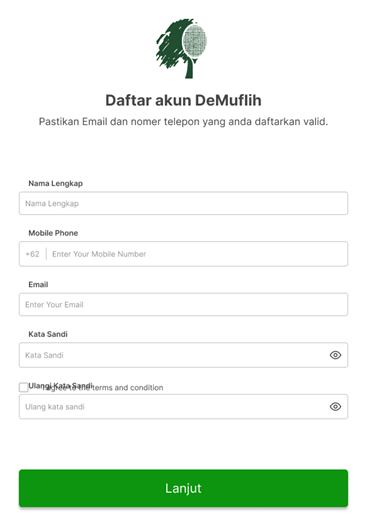 Daftar akun DeMuflih
Pastikan Email dan nomer telepon yang anda daftarkan valid.
Nama Lengkap
Nama Lengkap
Mobile Phone
+62 Enter Your Mobile Number
Email
Enter Your Email
Kata Sandi
Kata Sandi
Ulangi Kata Sandi
I agree to the terms and condition
Ulang kata sandi
Lanjut